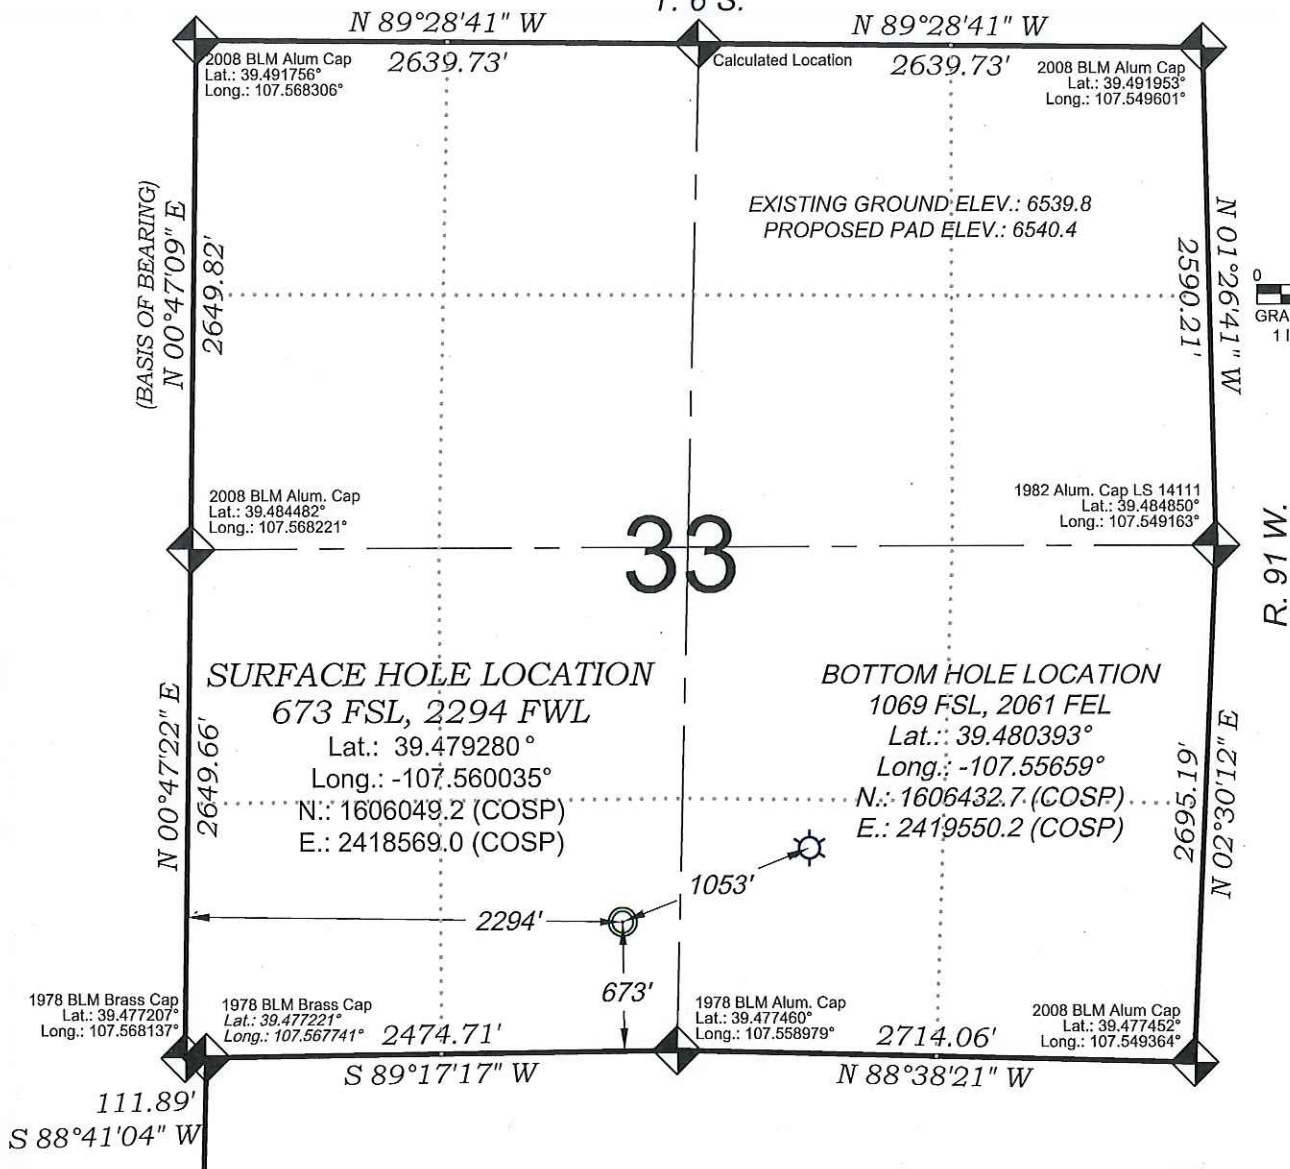 T. 6 S.
N 89°28'41" W
2639.73'
N 89°28'41" W
2639.73'
2008 BLM Alum Cap
Lat.: 39.491756°
Long.: 107.568306°
Calculated Location
2008 BLM Alum Cap
Lat.: 39.491953°
Long.: 107.549601°
(BASIS OF BEARING)
N 00°47'09" E
2649.82'
EXISTING GROUND ELEV.: 6539.8
PROPOSED PAD ELEV.: 6540.4
2590.21'
N 01°26'41" W
0
GRA
1 I
2008 BLM Alum. Cap
Lat.: 39.484482°
Long.: 107.568221°
33
1982 Alum. Cap LS 14111
Lat.: 39.484850°
Long.: 107.549163°
R. 91 W.
N 00°47'22" E
2649.66'
SURFACE HOLE LOCATION
673 FSL, 2294 FWL
Lat.: 39.479280°
Long.: -107.560035°
N.: 1606049.2 (COSP)
E.: 2418569.0 (COSP)
BOTTOM HOLE LOCATION
1069 FSL, 2061 FEL
Lat.: 39.480393°
Long.: -107.55659°
N.: 1606432.7 (COSP)
E.: 2419550.2 (COSP)
2695.19'
N 02°30'12" E
1053'
2294'
673'
1978 BLM Brass Cap
Lat.: 39.477207°
Long.: 107.568137°
1978 BLM Brass Cap
Lat.: 39.477221°
Long.: 107.567741°
2474.71'
S 89°17'17" W
1978 BLM Alum. Cap
Lat.: 39.477460°
Long.: 107.558979°
2714.06'
N 88°38'21" W
2008 BLM Alum Cap
Lat.: 39.477452°
Long.: 107.549364°
111.89'
S 88°41'04" W